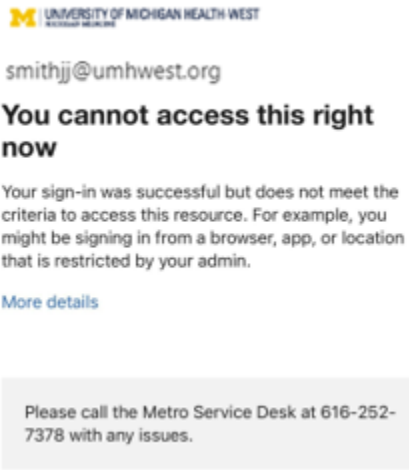 UNIVERSITY OF MICHIGAN HEALTH-WEST
MICHIGAN MEDICINE
smithjj@umhwest.org
You cannot access this right
now
Your sign-in was successful but does not meet the
criteria to access this resource. For example, you
might be signing in from a browser, app, or location
that is restricted by your admin.
More details
Please call the Metro Service Desk at 616-252-
7378 with any issues.